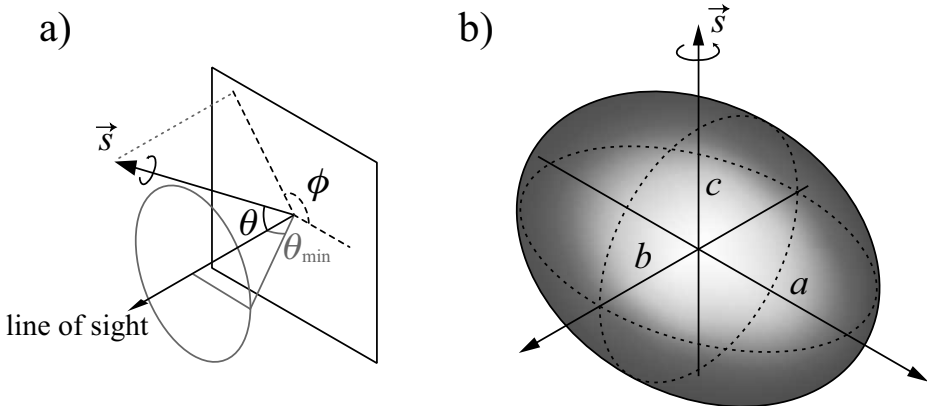 a)
s⃗
ϕ
θ
θmin
line of sight
b)
s⃗
c
b
a